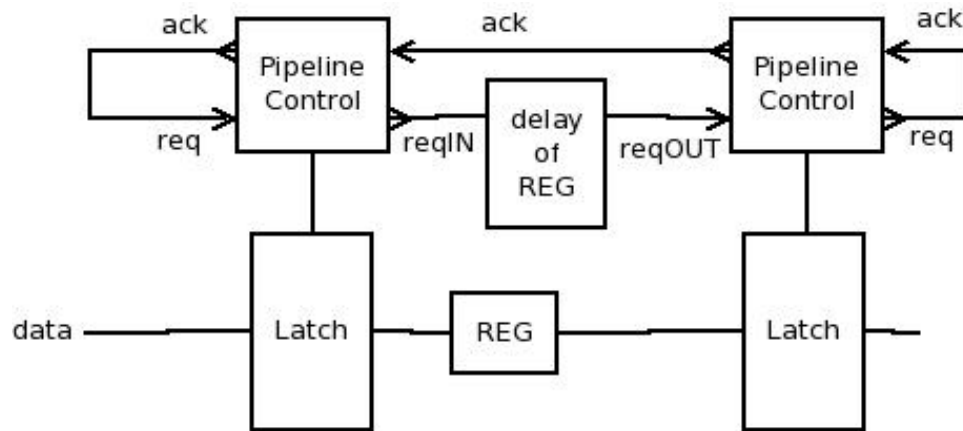 ack
ack
ack
Pipeline
Control
Pipeline
Control
req
reqIN
delay
of
REG
reqOUT
req
data
Latch
REG
Latch